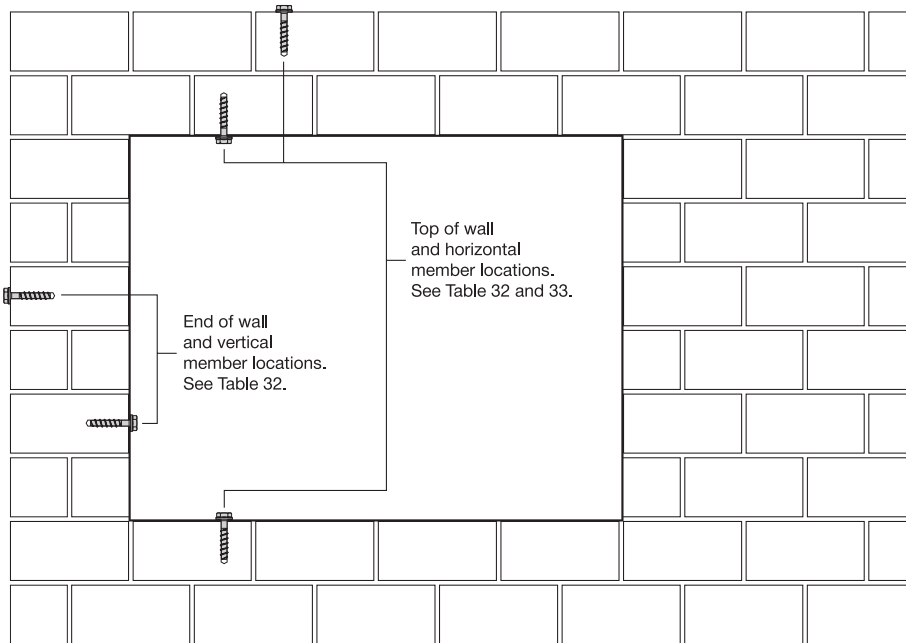 Top of wall
and horizontal
member locations.
See Table 32 and 33.
End of wall
and vertical
member locations.
See Table 32.